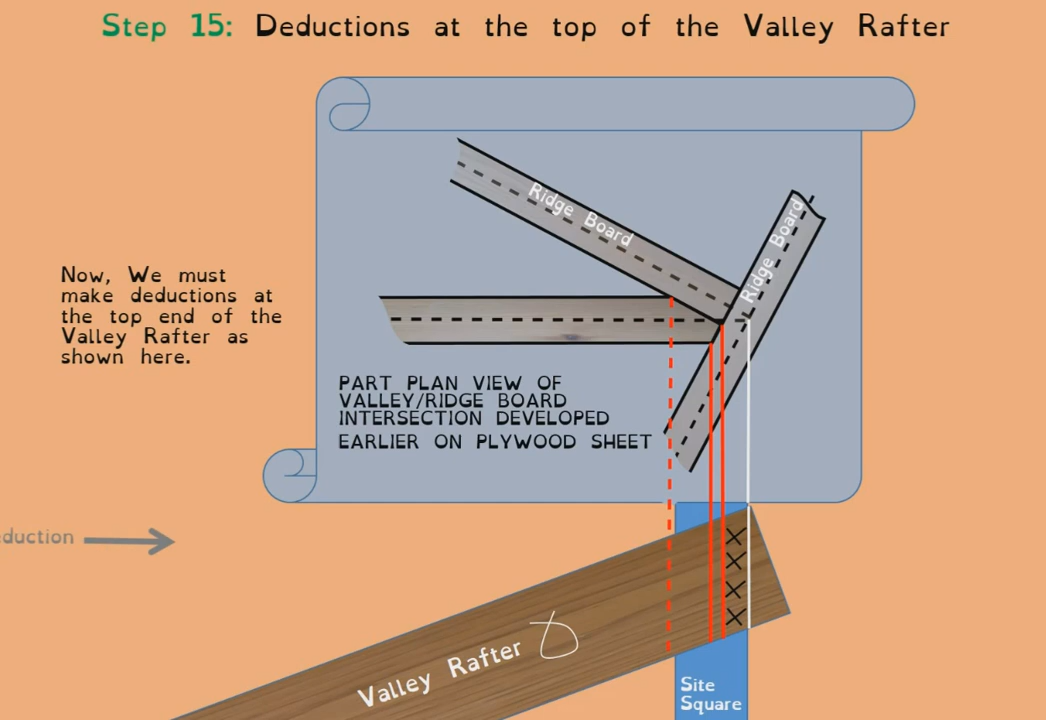 Step 15: Deductions at the top of the Valley Rafter
Ridge Board
Ridge Board
Now, We must
make deductions at
the top end of the
Valley Rafter as
shown here.
PART PLAN VIEW OF
VALLEY/RIDGE BOARD
INTERSECTION DEVELOPED
EARLIER ON PLYWOOD SHEET
Valley Rafter
Site
Square